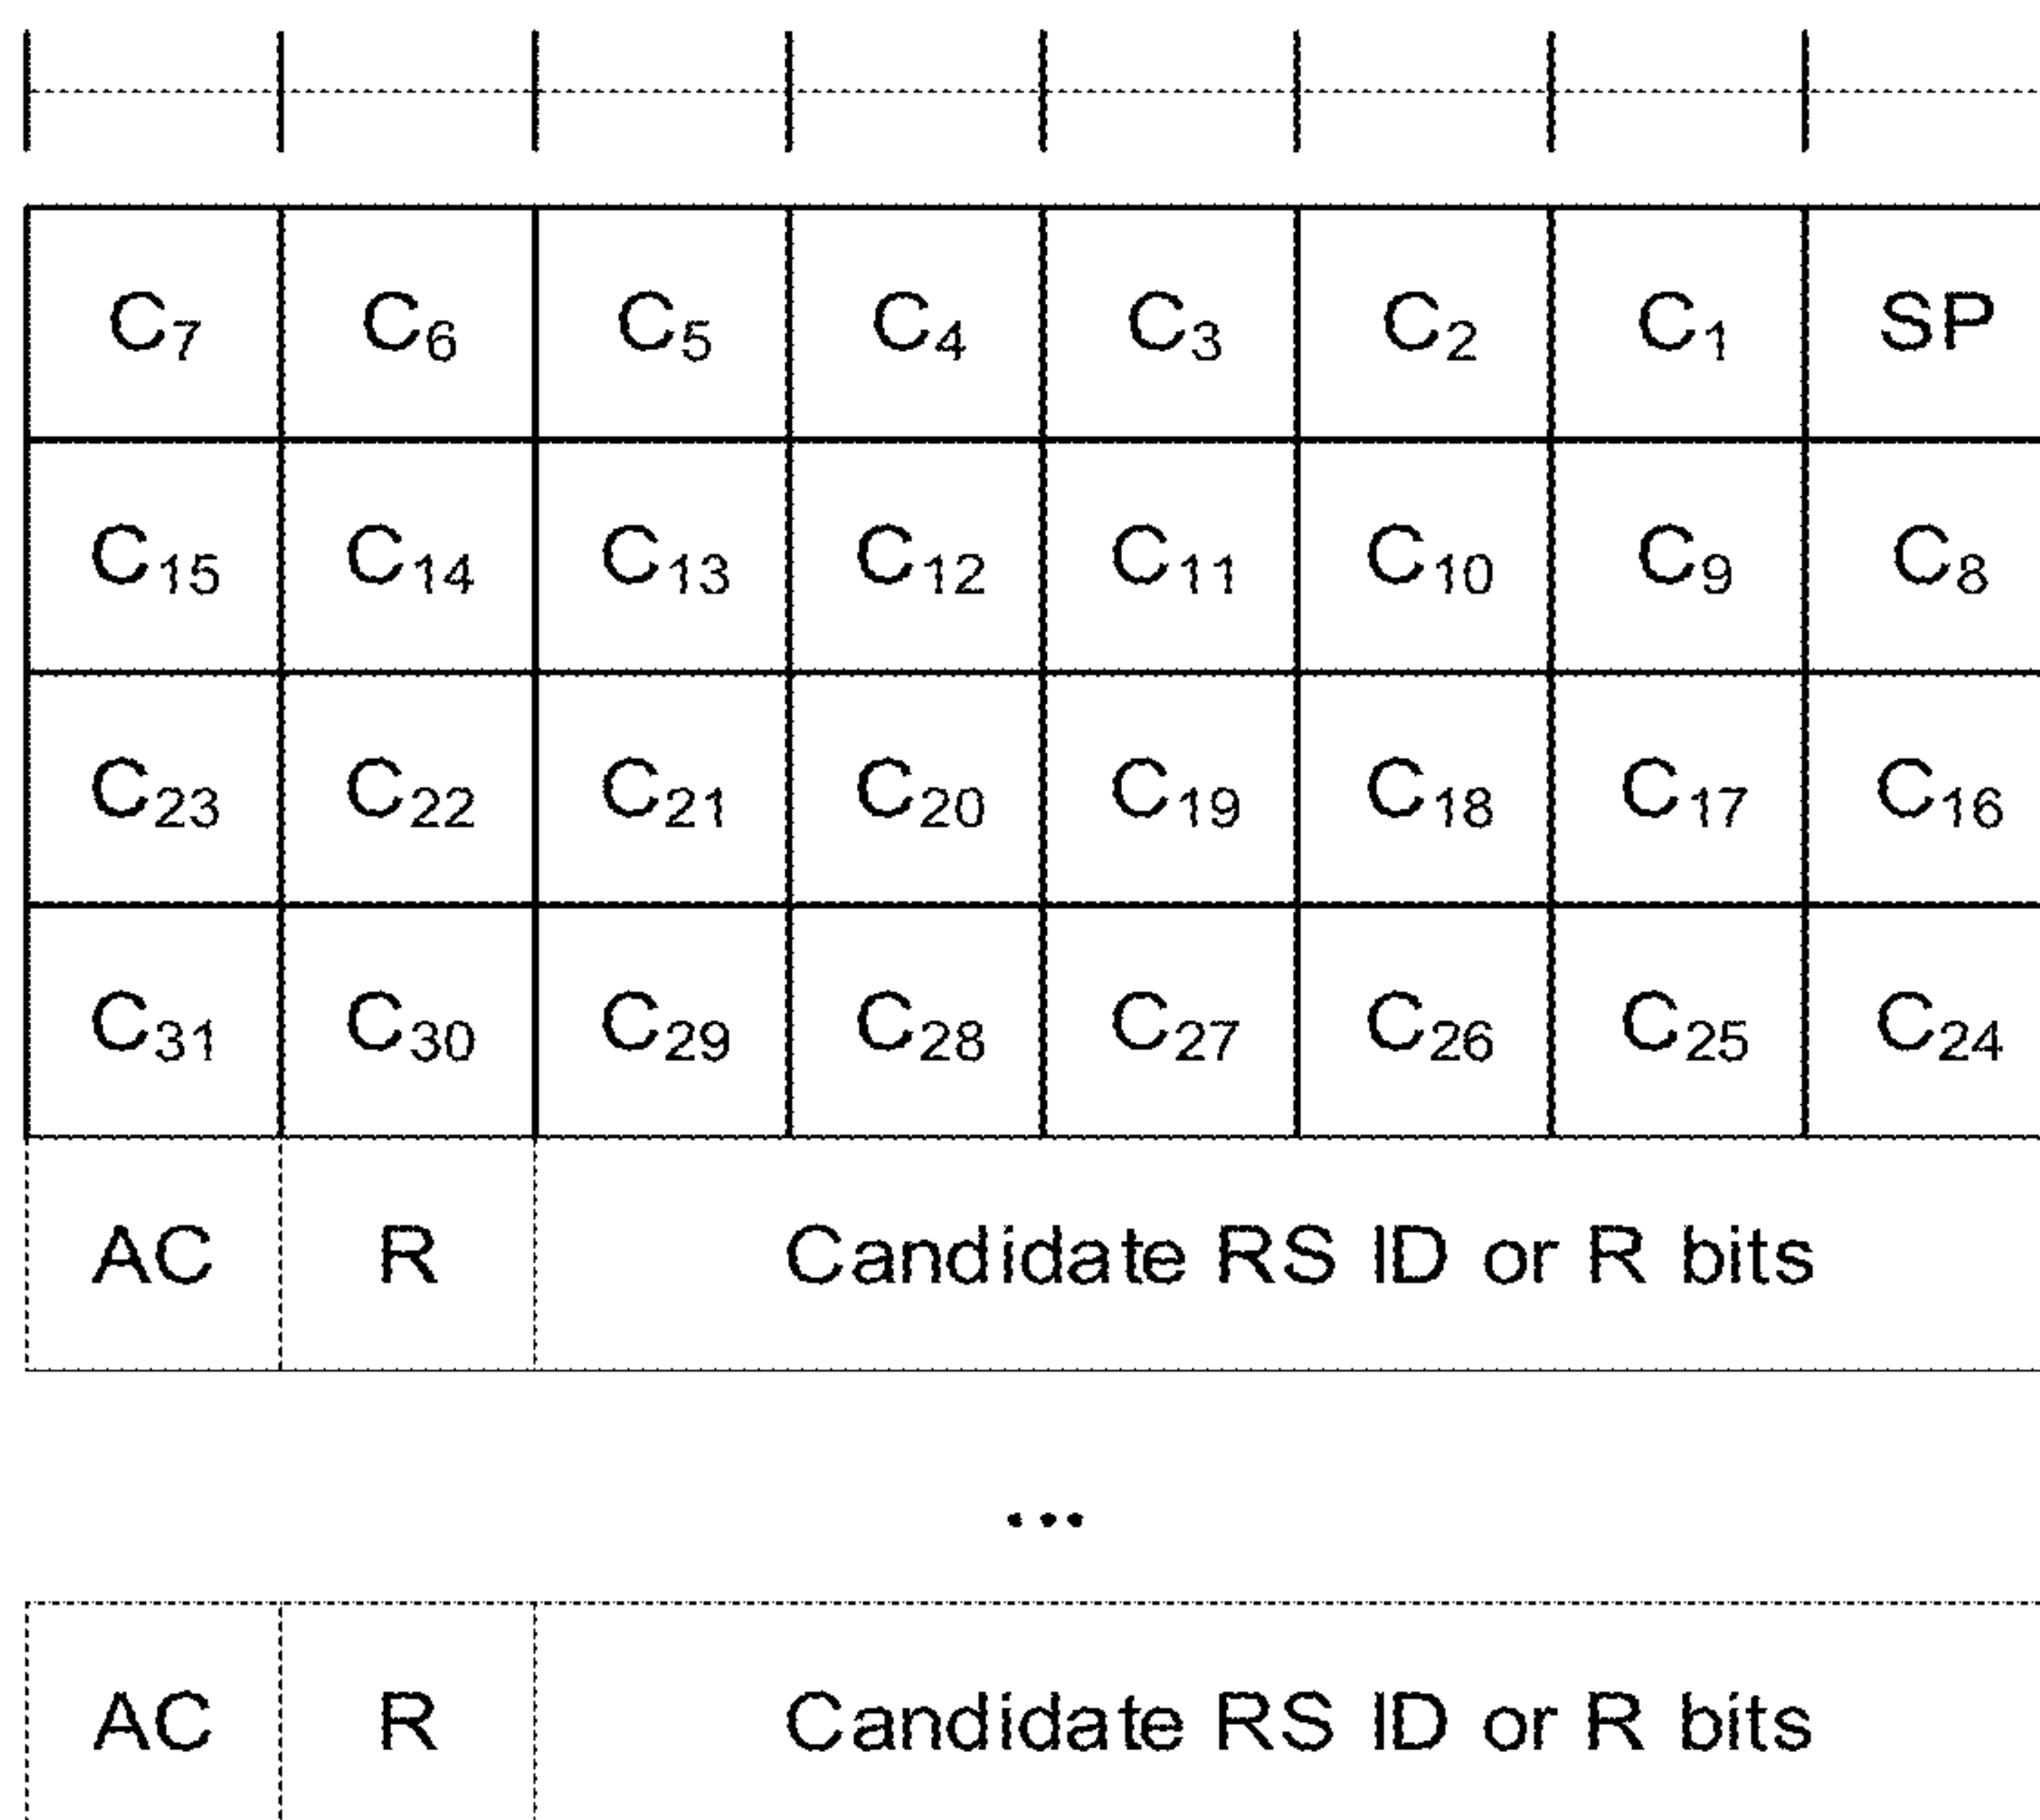 C7 C6 C5 C4 C3 C2 C1 SP
C15 C14 C13 C12 C11 C10 C9 C8
C23 C22 C21 C20 C19 C18 C17 C16
C31 C30 C29 C28 C27 C26 C25 C24
AC R Candidate RS ID or R bits
...
AC R Candidate RS ID or R bits